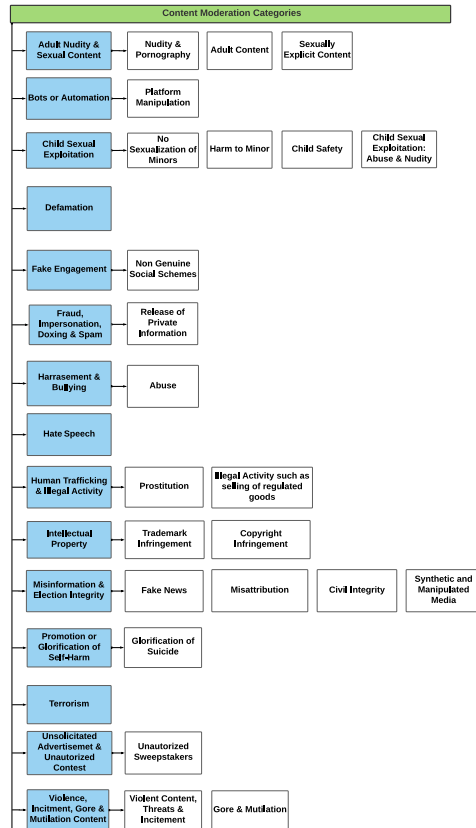 Content Moderation Categories
Adult Nudity &
Sexual Content
Nudity &
Pornography
Adult Content
Sexually
Explicit Content
Bots or Automation
Platform
Manipulation
Child Sexual
Exploitation
No
Sexualization of
Minors
Harm to Minor
Child Safety
Child Sexual
Exploitation:
Abuse & Nudity
Defamation
Fake Engagement
Non Genuine
Social Schemes
Fraud,
Impersonation,
Doxing & Spam
Release of
Private
Information
Harrasement &
Bullying
Abuse
Hate Speech
Human Trafficking
& Illegal Activity
Prostitution
Illegal Activity such as
selling of regulated
goods
Intellectual
Property
Trademark
Infringement
Copyright
Infringement
Misinformation &
Election Integrity
Fake News
Misattribution
Civil Integrity
Synthetic and
Manipulated
Media
Promotion or
Glorification of
Self-Harm
Glorification of
Suicide
Terrorism
Unsolicitated
Advertisemet &
Unautorized
Contest
Unautorized
Sweepstakers
Violence,
Incitment, Gore &
Mutilation Content
Violent Content,
Threats &
Incitement
Gore & Mutilation